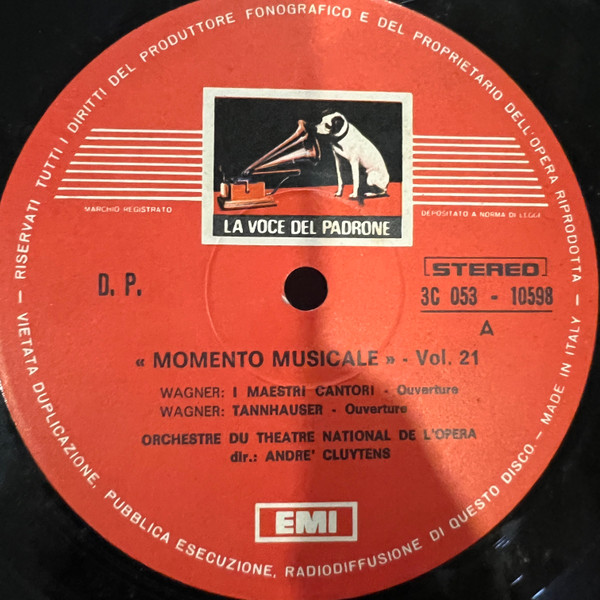 — RISERVATI TUTTI I DIRITTI DEL PRODUTTORE FONOGRAFICO E DEL PROPRIETARIO DELL'OPERA RIPRODOTTA — MADE IN ITALY —
LA VOCE DEL PADRONE
MARCHIO REGISTRATO
DEPOSITATO A NORMA DI LEGGE
D. P.
STEREO
3C 053 - 10598
A
« MOMENTO MUSICALE » - Vol. 21
WAGNER: I MAESTRI CANTORI - Ouverture
WAGNER: TANNHAUSER - Ouverture
ORCHESTRE DU THEATRE NATIONAL DE L'OPERA
dir.: ANDRE' CLUYTENS
EMI
VIETATA DUPLICAZIONE, PUBBLICA ESECUZIONE, RADIODIFFUSIONE DI QUESTO DISCO.